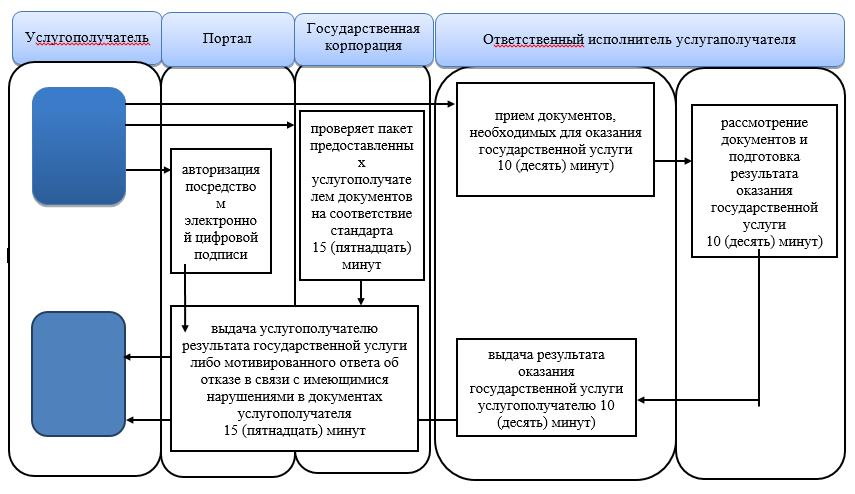 Услугополучатель
Портал
Государственная
корпорация
Ответственный исполнитель услугаполучателя
авторизация
посредство
м
электронно
й цифровой
подписи
проверяет пакет
предоставленны
х
услугополучате
лем документов
на соответствие
стандарта
15 (пятнадцать)
минут
прием документов,
необходимых для оказания
государственной услуги
10 (десять) минут)
рассмотрение
документов и
подготовка
результата
оказания
государственной
услуги
10 (десять) минут)
выдача услугополучателю
результата государственной услуги
либо мотивированного ответа об
отказе в связи с имеющимися
нарушениями в документах
услугополучателя
15 (пятнадцать) минут
выдача результата
оказания
государственной услуги
услугополучателю 10
(десять) минут)